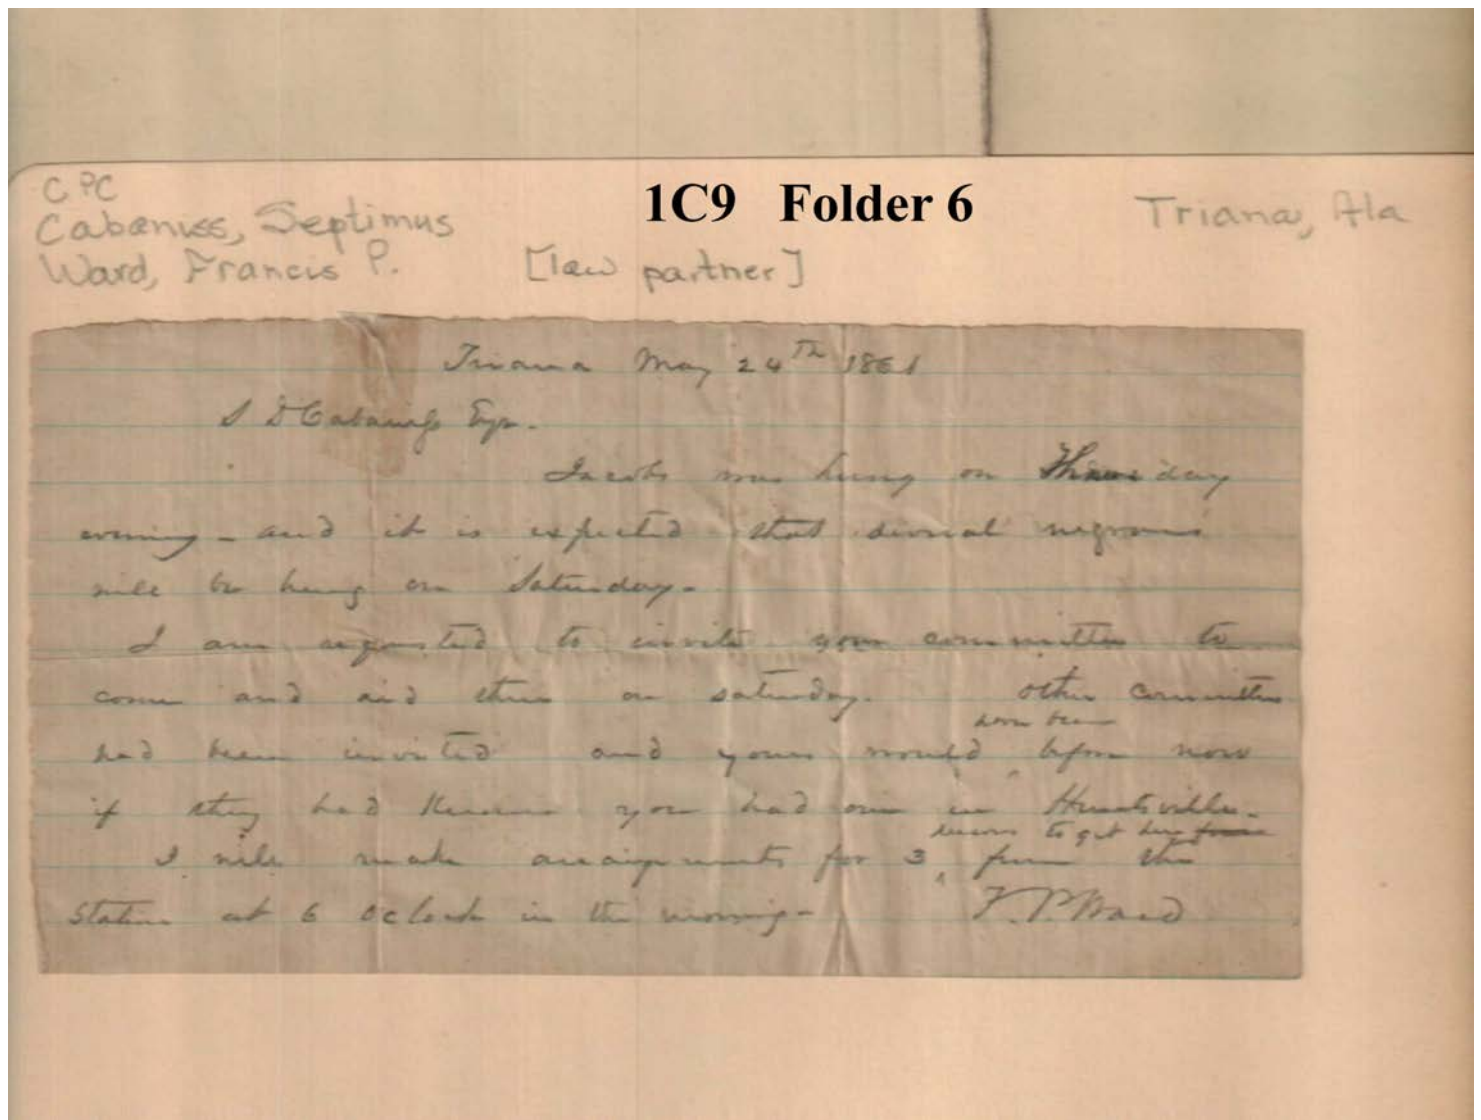 CPC
Cabaniss, Septimus
Ward, Francis P. [law partner]
1C9 Folder 6
Triana, Ala
Triana May 24th 1861
S D Cabaniss Esqr.
Jacob was hung on day
evening - and it is expected that several negroes
will be hung on Saturday-
I am requested to invite your committee to
come and aid them on saturday. other committees
had been invited and yours would have been before now
if they had known you had one in Huntsville-
I will make arrangements for 3 to get here from the
Station at 6 oclock in the morning- F. P. Ward